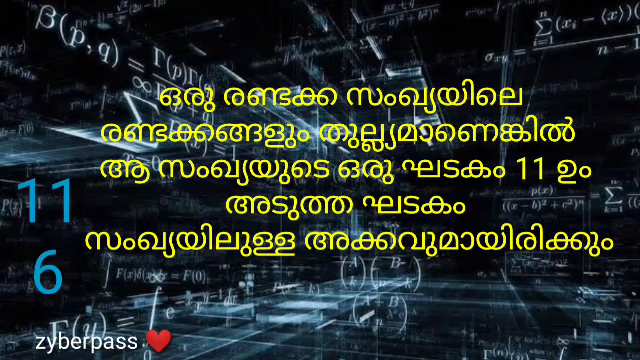 ഒരു രണ്ടക്ക സംഖ്യയിലെ
രണ്ടക്കങ്ങളും തുല്ല്യമാണെങ്കിൽ
ആ സംഖ്യയുടെ ഒരു ഘടകം 11 ഉം
അടുത്ത ഘടകം
സംഖ്യയിലുള്ള അക്കവുമായിരിക്കും
11
6
zyberpass ❤️